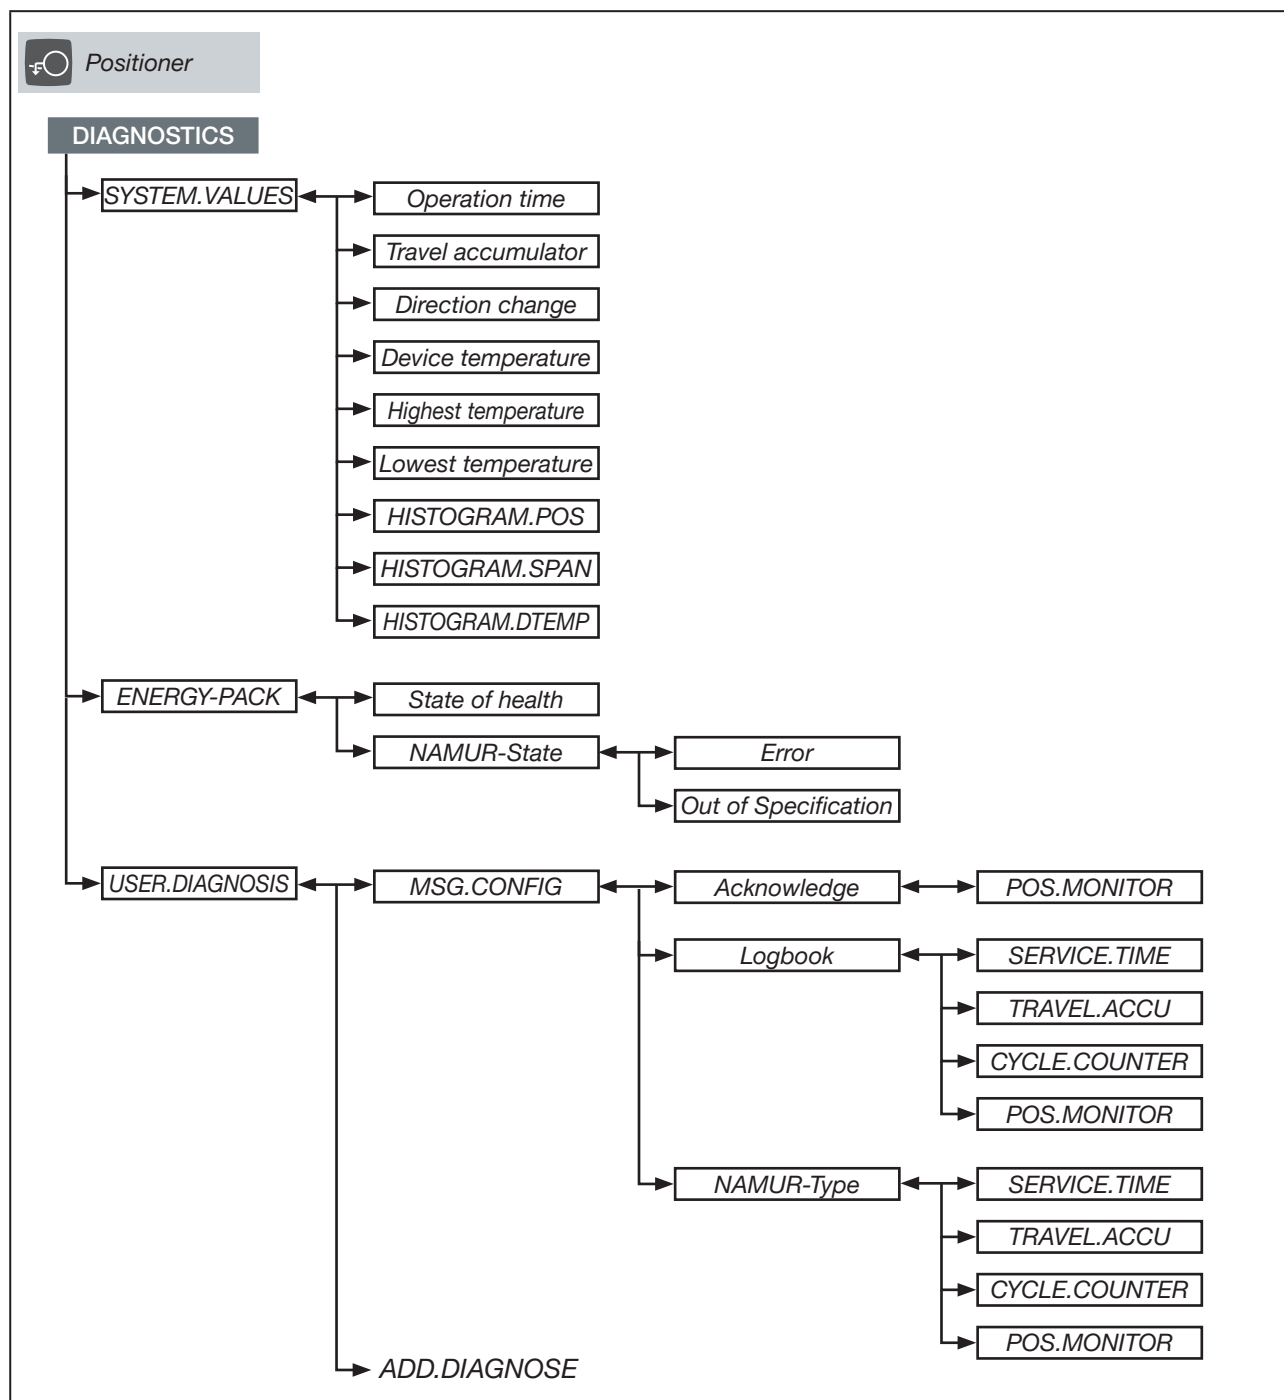 Positioner
DIAGNOSTICS
SYSTEM.VALUES
Operation time
Travel accumulator
Direction change
Device temperature
Highest temperature
Lowest temperature
HISTOGRAM.POS
HISTOGRAM.SPAN
HISTOGRAM.DTEMP
ENERGY-PACK
State of health
NAMUR-State
Error
Out of Specification
USER.DIAGNOSIS
MSG.CONFIG
Acknowledge
POS.MONITOR
Logbook
SERVICE.TIME
TRAVEL.ACCU
CYCLE.COUNTER
POS.MONITOR
NAMUR-Type
SERVICE.TIME
TRAVEL.ACCU
CYCLE.COUNTER
POS.MONITOR
ADD.DIAGNOSE